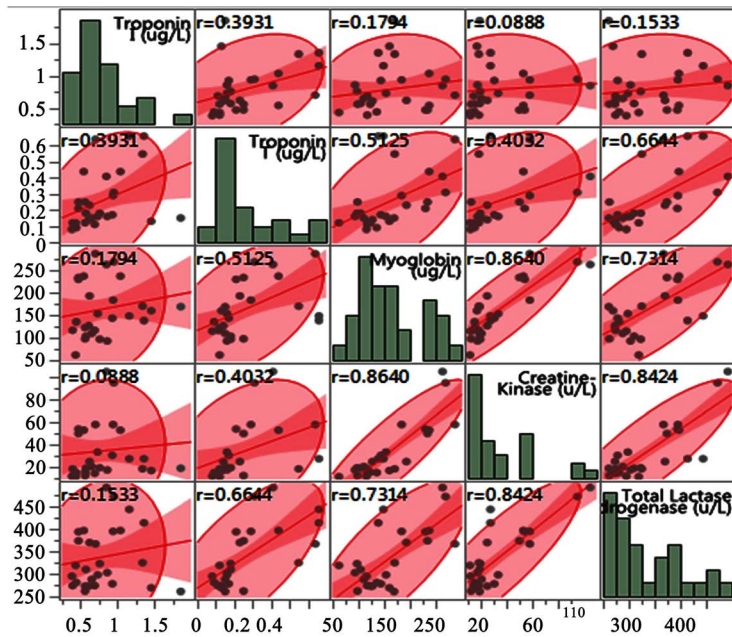 Troponin
I (ug/L)
r=0.3931
r=0.1794
r=0.0888
r=0.1533
1.5
1
0.5
r=0.3931
Troponin
T (ug/L)
r=0.5125
r=0.4032
r=0.6644
0.6
0.5
0.4
0.3
0.2
0.1
0
r=0.1794
r=0.5125
Myoglobin
(ug/L)
r=0.8640
r=0.7314
250
200
150
100
50
r=0.0888
r=0.4032
r=0.8640
Creatine-
Kinase (u/L)
r=0.8424
80
60
40
20
r=0.1533
r=0.6644
r=0.7314
r=0.8424
Total Lactase
drogenase (u/L)
450
400
350
300
250
0.5 1 1.5
0 0.2 0.4
50 150 250
20 60 110
300 400